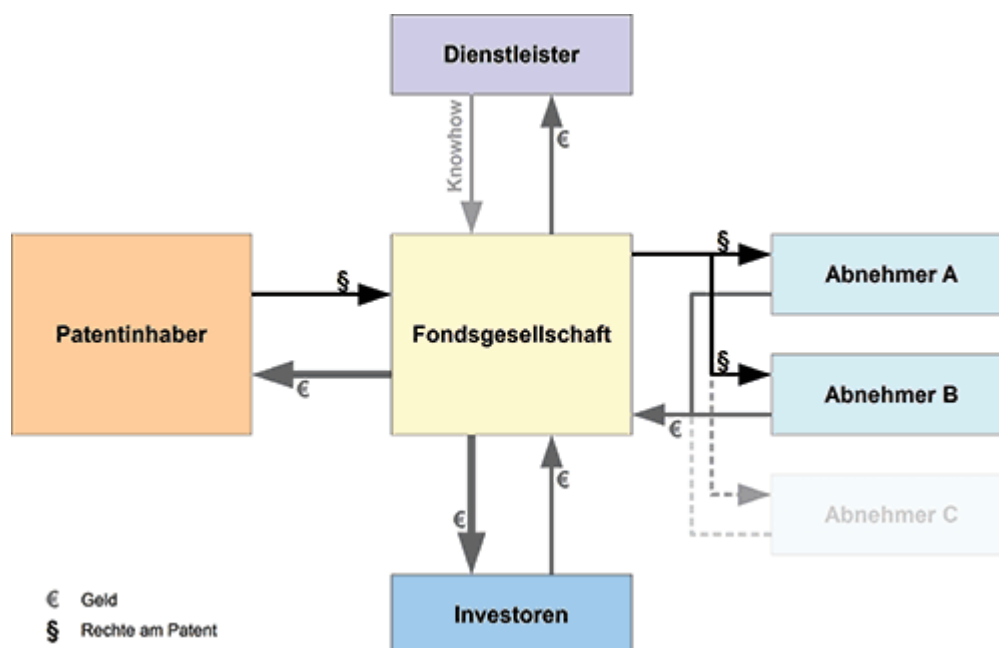 Dienstleister
Knowhow
€
§
§
Abnehmer A
Patentinhaber
Fondsgesellschaft
€
§
Abnehmer B
€
€
€
Abnehmer C
Investoren
€ Geld
§ Rechte am Patent